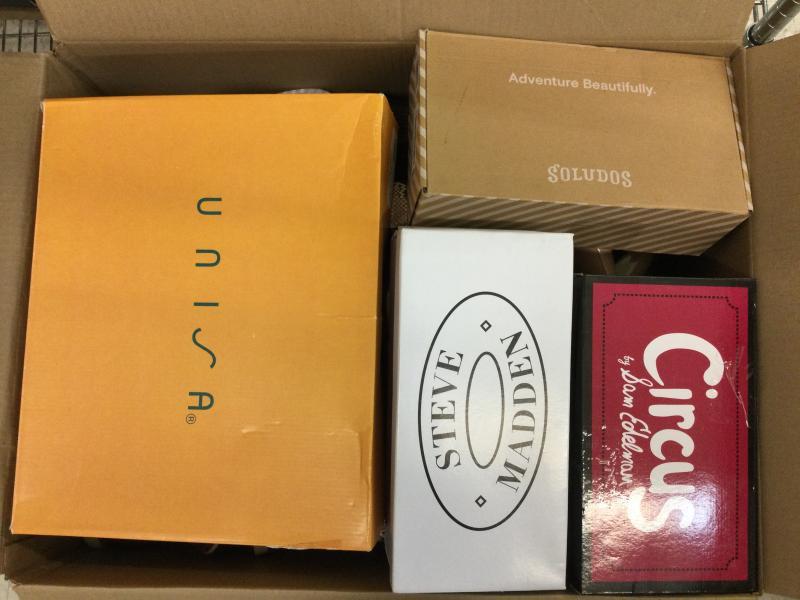 unisa®
Adventure Beautifully.
SOLUDOS
STEVE
MADDEN
Circus
by Sam Edelman